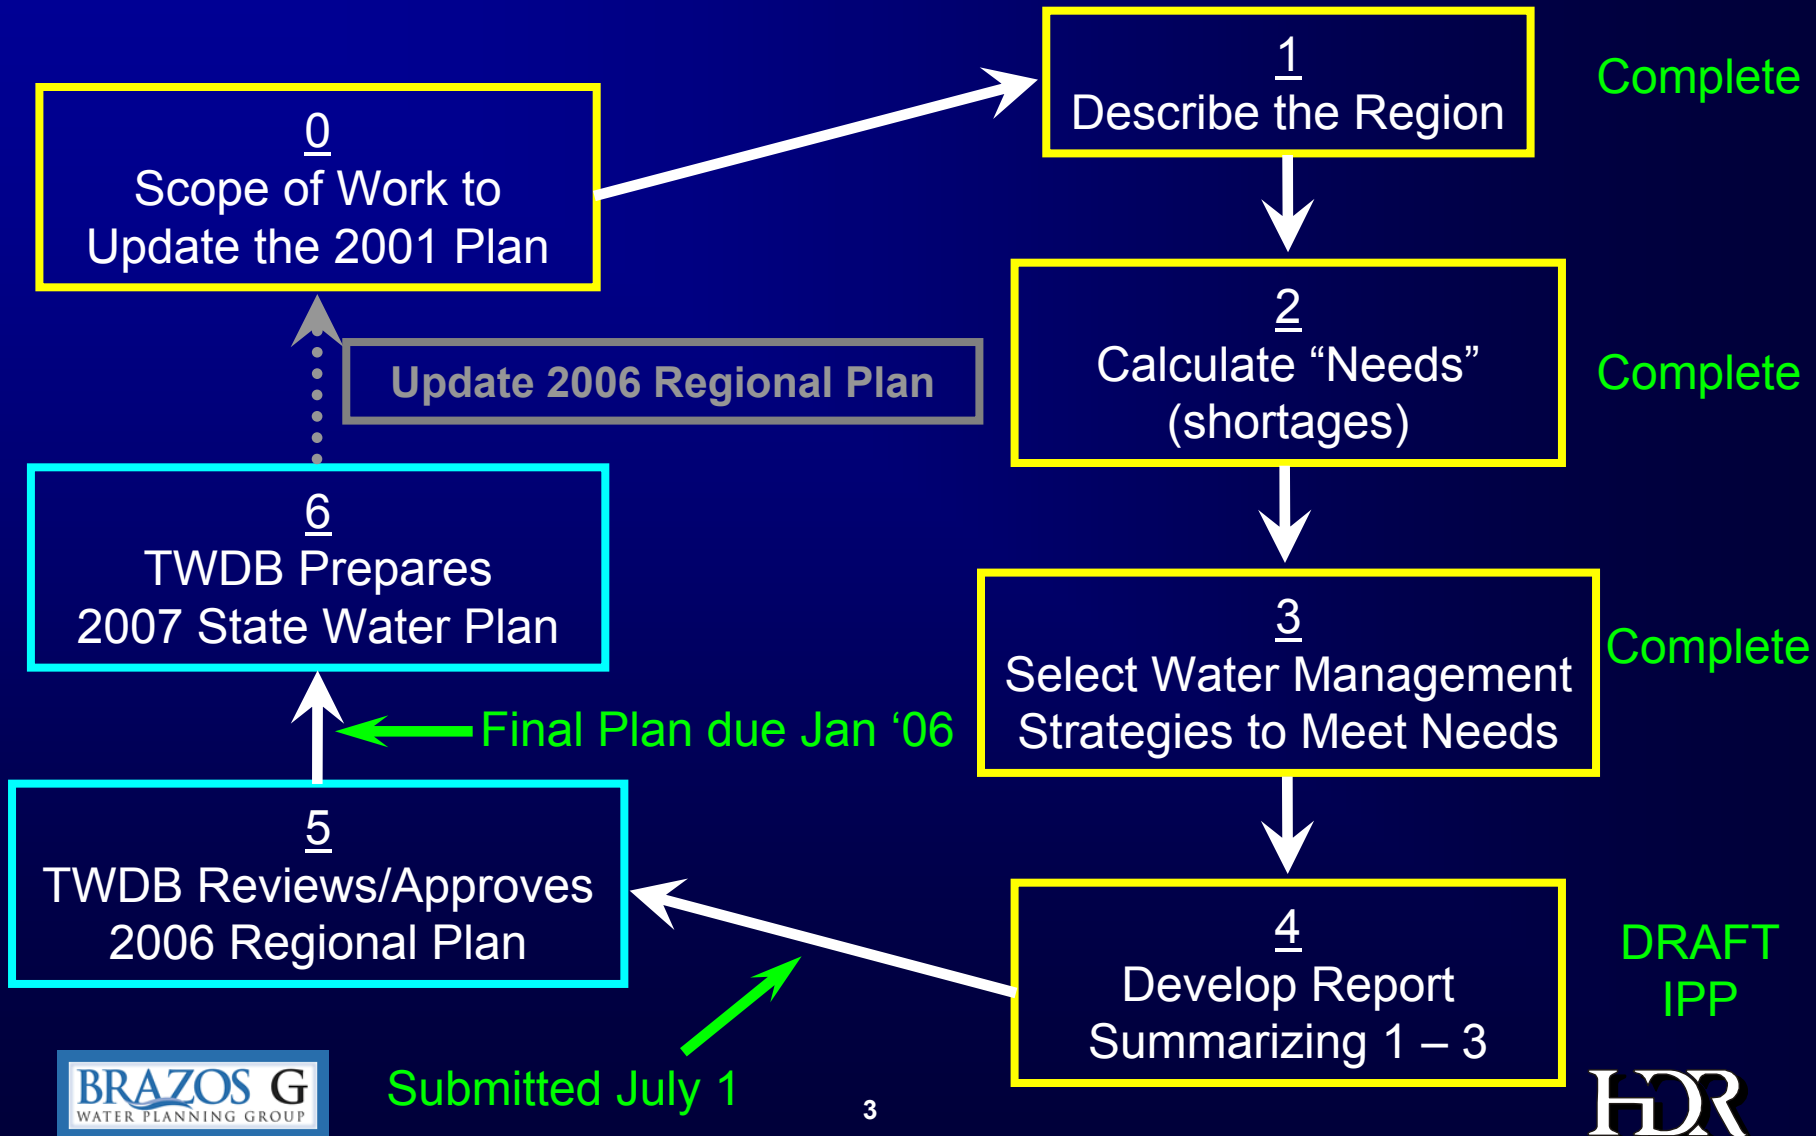 0
Scope of Work to
Update the 2001 Plan
1
Describe the Region
Complete
2
Calculate “Needs”
(shortages)
Complete
3
Select Water Management
Strategies to Meet Needs
Complete
4
Develop Report
Summarizing 1 – 3
DRAFT
IPP
Submitted July 1
5
TWDB Reviews/Approves
2006 Regional Plan
Final Plan due Jan ‘06
6
TWDB Prepares
2007 State Water Plan
Update 2006 Regional Plan
BRAZOS G
WATER PLANNING GROUP
3
HDR